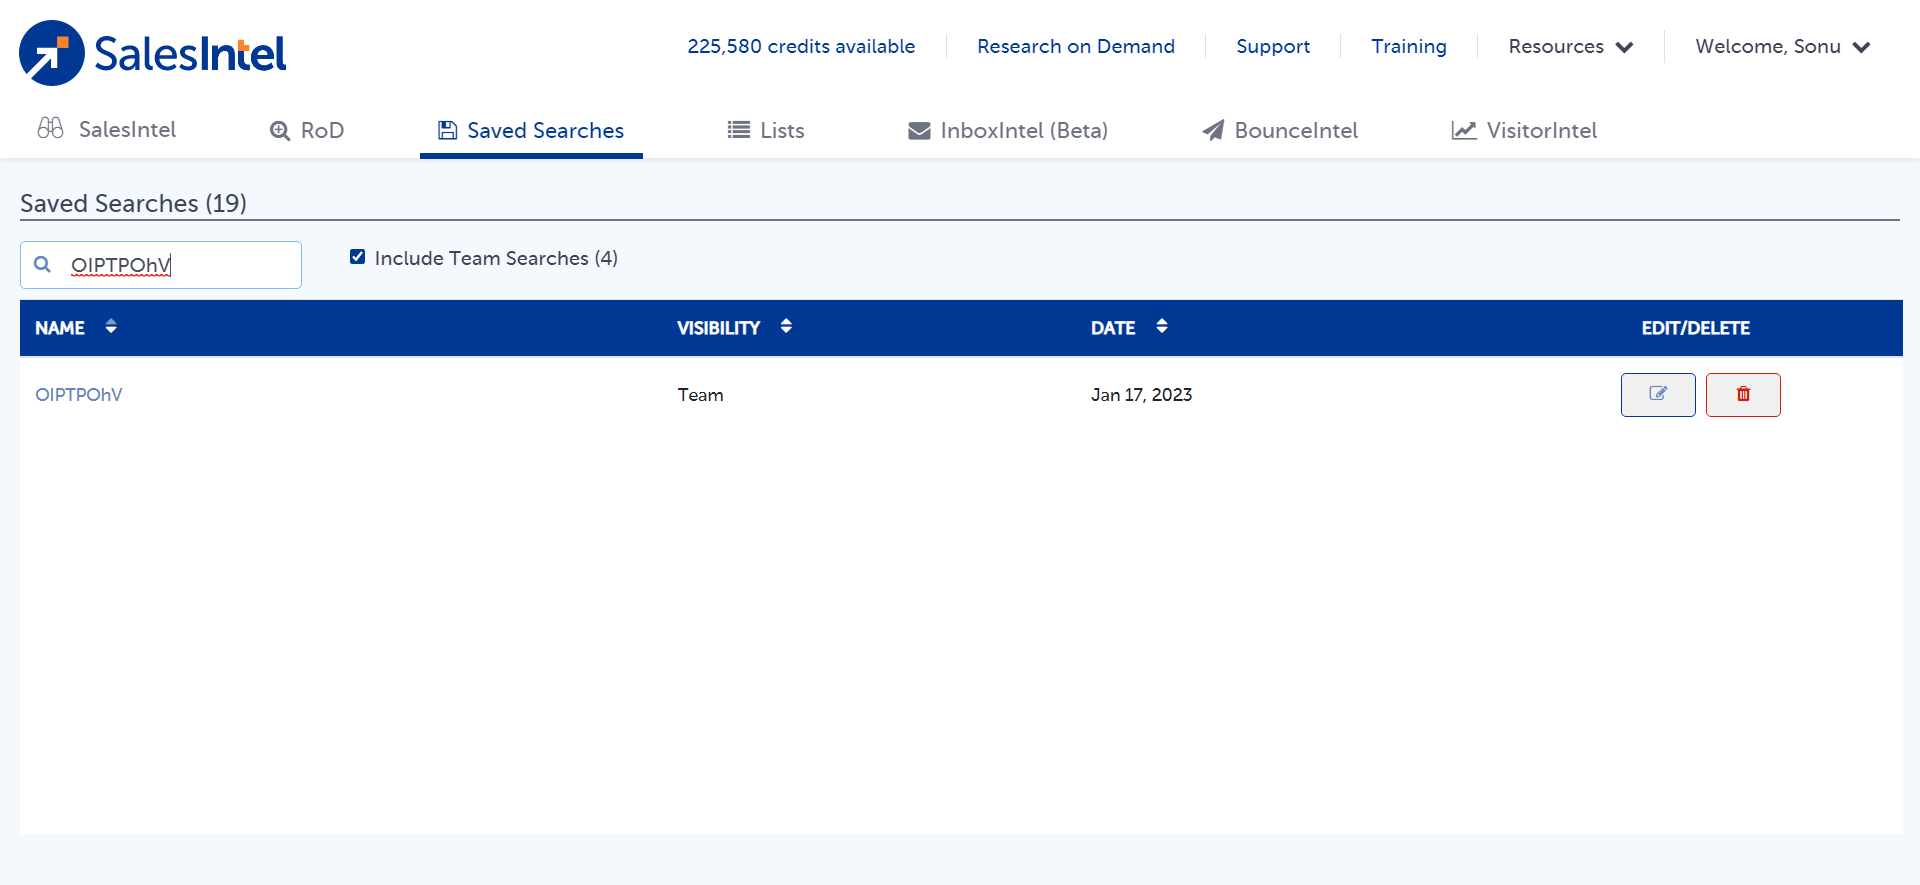 SalesIntel
225,580 credits available
Research on Demand
Support
Training
Resources
Welcome, Sonu
SalesIntel
RoD
Saved Searches
Lists
InboxIntel (Beta)
BounceIntel
VisitorIntel
Saved Searches (19)
OIPTPOhV
Include Team Searches (4)
NAME
VISIBILITY
DATE
EDIT/DELETE
OIPTPOhV
Team
Jan 17, 2023